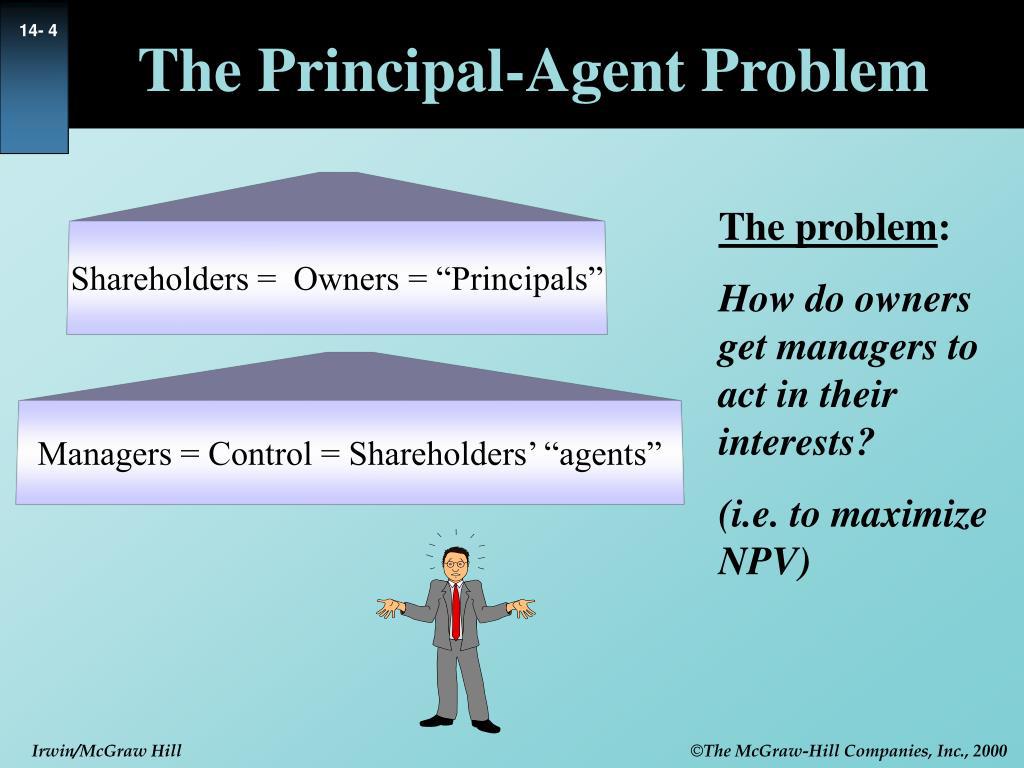 14- 4
The Principal-Agent Problem
Shareholders =  Owners = “Principals”
Managers = Control = Shareholders’ “agents”
The problem:
How do owners
get managers to
act in their
interests?
(i.e. to maximize
NPV)
Irwin/McGraw Hill
©The McGraw-Hill Companies, Inc., 2000